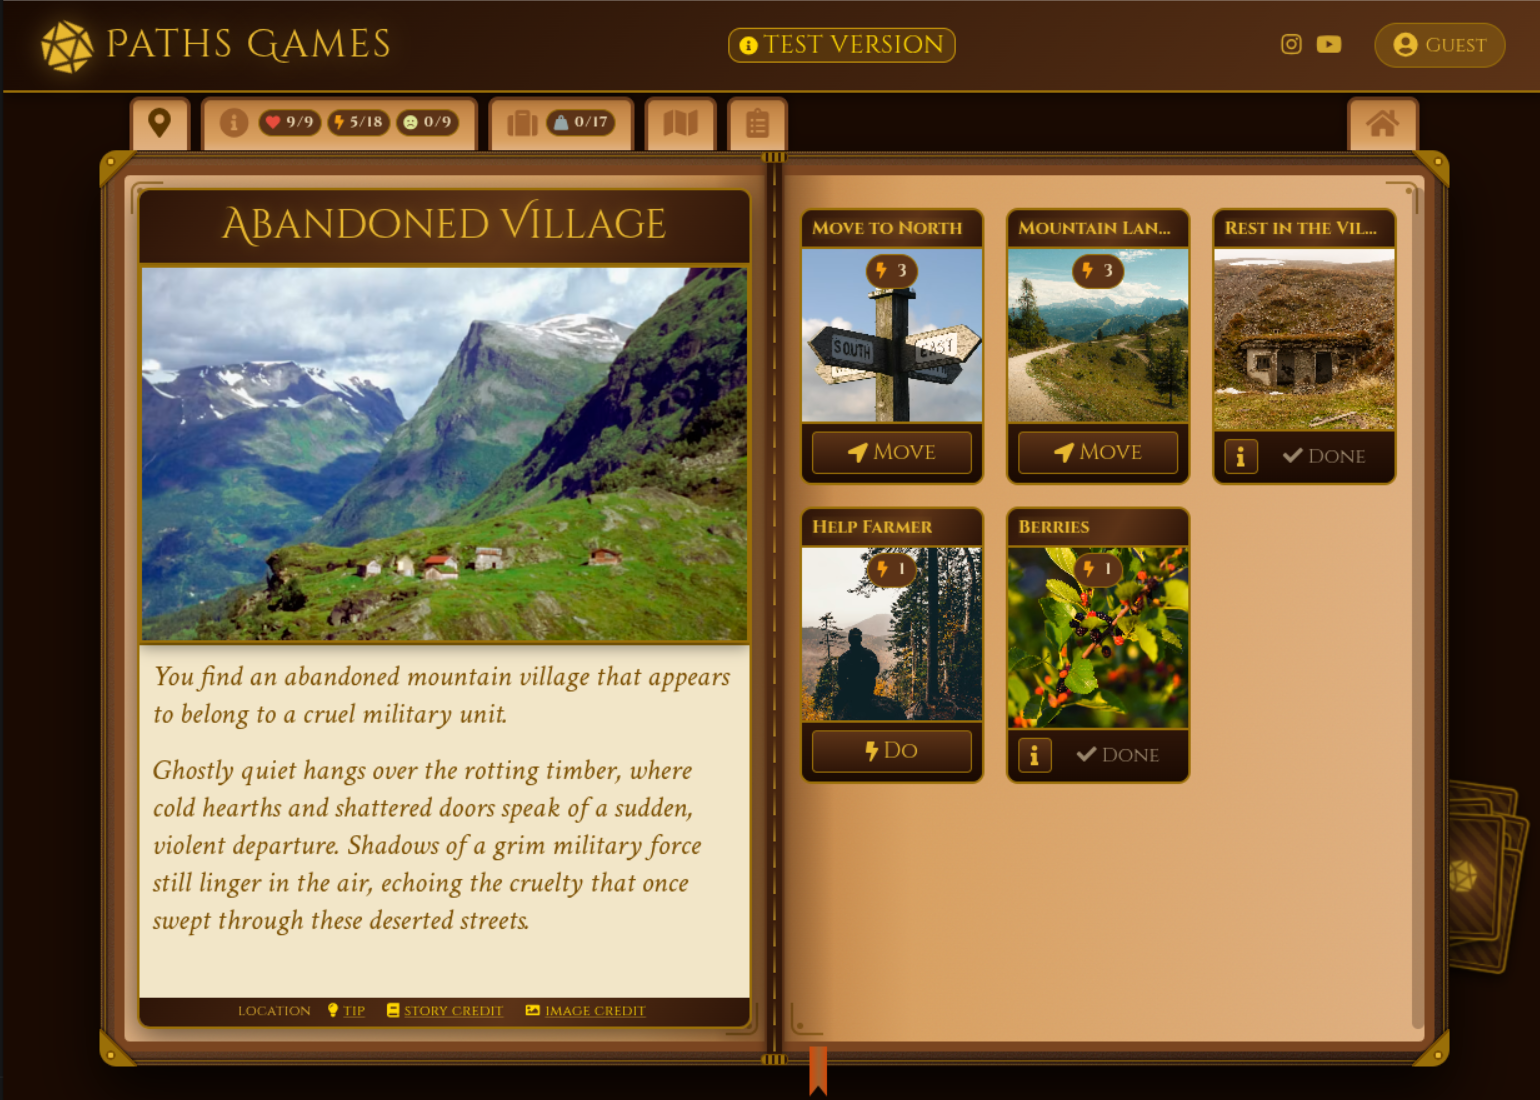 PATHS GAMES
TEST VERSION
GUEST
9/9
5/18
0/9
0/17
ABANDONED VILLAGE
You find an abandoned mountain village that appears
to belong to a cruel military unit.
Ghostly quiet hangs over the rotting timber, where
cold hearths and shattered doors speak of a sudden,
violent departure. Shadows of a grim military force
still linger in the air, echoing the cruelty that once
swept through these deserted streets.
LOCATION TIP STORY CREDIT IMAGE CREDIT
MOVE TO NORTH
3
SOUTH
EAST
MOVE
MOUNTAIN LAN...
3
MOVE
REST IN THE VIL...
DONE
HELP FARMER
1
DO
BERRIES
1
DONE